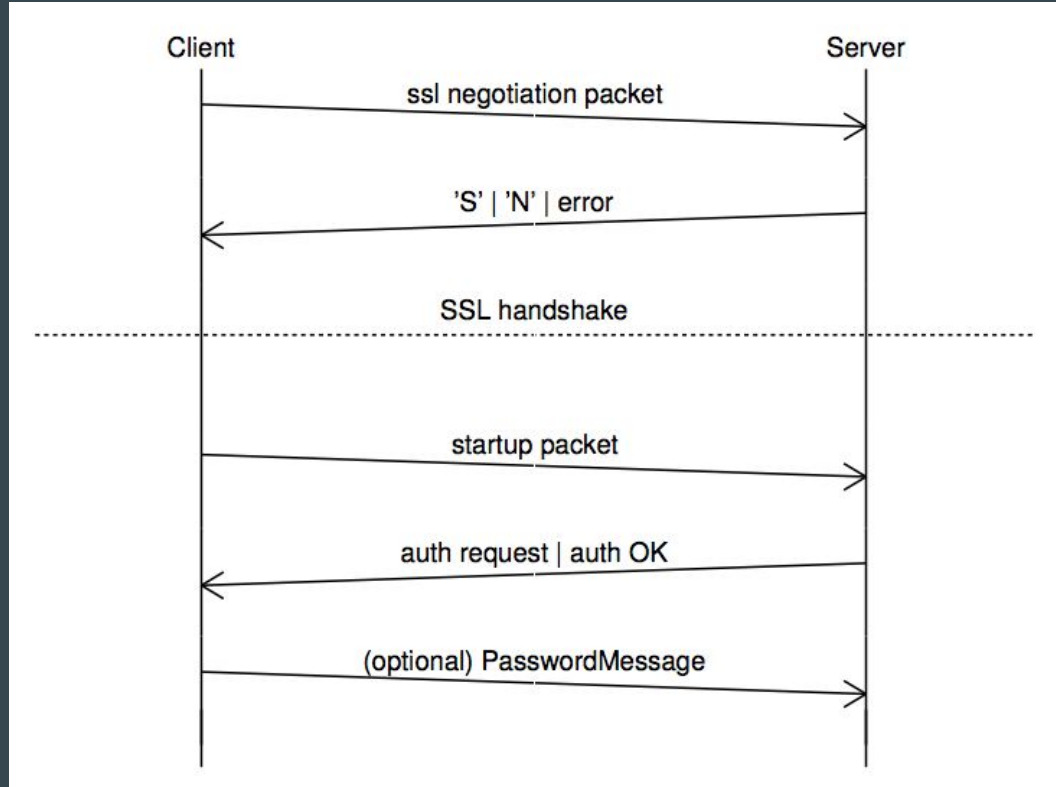 Client
Server
ssl negotiation packet
’S’ | ’N’ | error
SSL handshake
startup packet
auth request | auth OK
(optional) PasswordMessage